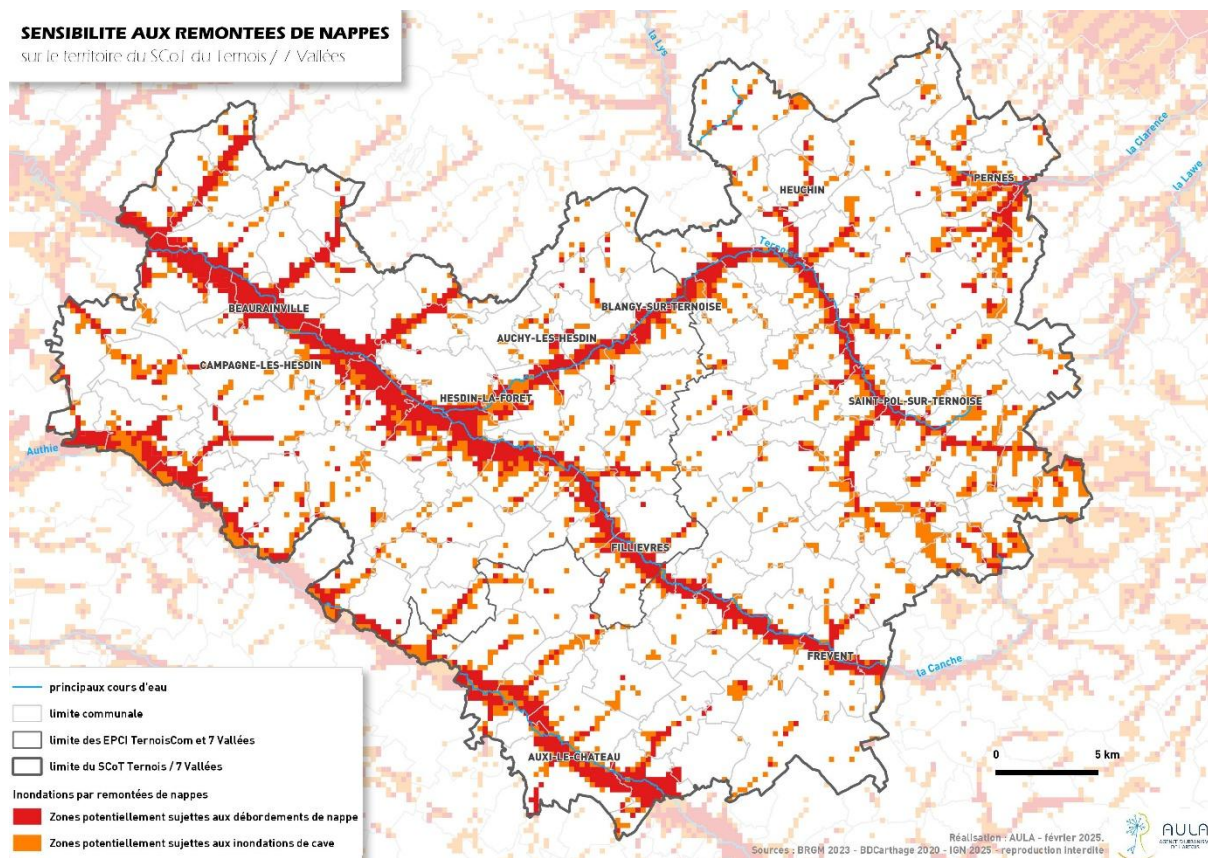 SENSIBILITE AUX REMONTEES DE NAPPES
sur le territoire du SCoT du Ternois / 7 Vallées
la Lys
la Clarence
la Lawe
PERNES
HEUCHIN
Ternoise
BEAURAINVILLE
BLANGY-SUR-TERNOISE
AUCHY-LES-HESDIN
CAMPAGNE-LES-HESDIN
HESDIN-LA-FORET
SAINT-POL-SUR-TERNOISE
Authie
FILLIEVRES
FREVENT
la Canche
AUXI-LE-CHATEAU
principaux cours d'eau
limite communale
limite des EPCI TernoisCom et 7 Vallées
limite du SCoT Ternois / 7 Vallées
Inondations par remontées de nappes
Zones potentiellement sujettes aux débordements de nappe
Zones potentiellement sujettes aux inondations de cave
0 5 km
Réalisation : AULA - février 2025.
Sources : BRGM 2023 - BDCarthage 2020 - IGN 2025 - reproduction interdite
AULA
AGENCE D'URBANISME
DE L'ARTOIS